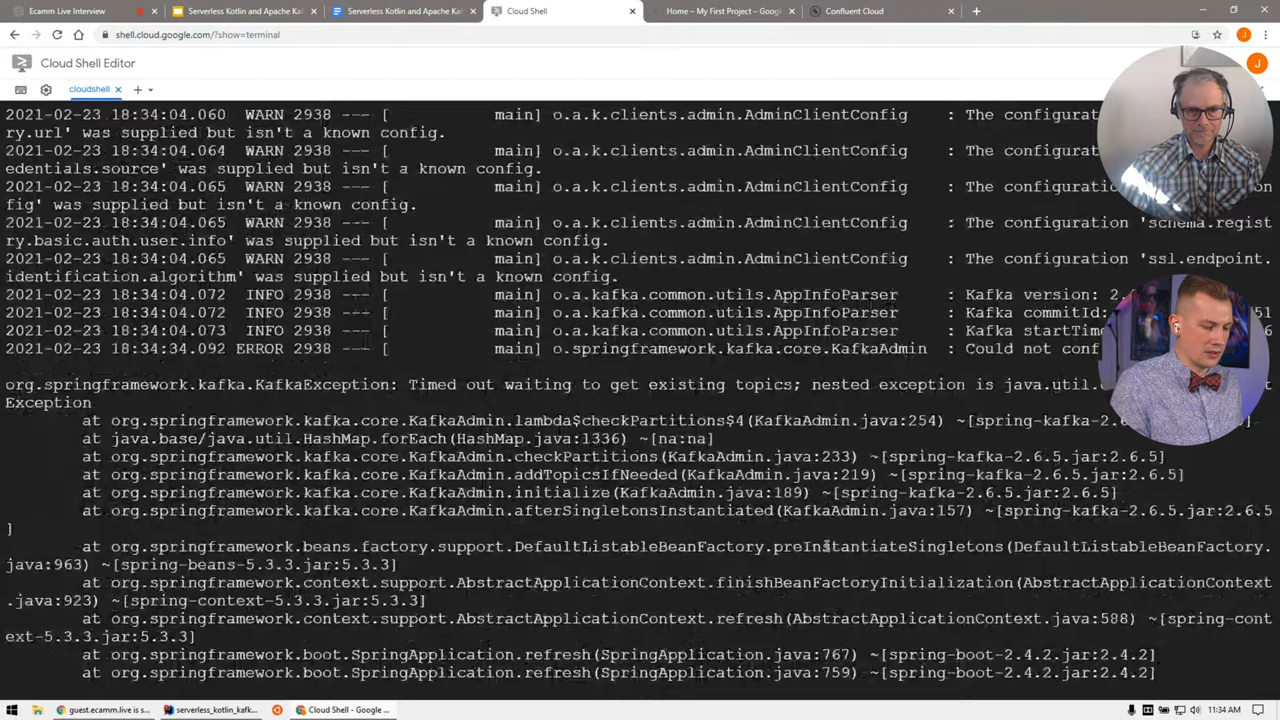 Ecamm Live Interview
Serverless Kotlin and Apache Ka
Serverless Kotlin and Apache Kaf
Cloud Shell
Home – My First Project – Google
Confluent Cloud
shell.cloud.google.com/?show=terminal
J
Cloud Shell Editor
J
cloudshell
2021-02-23 18:34:04.060 WARN 2938 --- [ main] o.a.k.clients.admin.AdminClientConfig : The configurat
ry.url' was supplied but isn't a known config.
2021-02-23 18:34:04.064 WARN 2938 --- [ main] o.a.k.clients.admin.AdminClientConfig : The configurat
edentials.source' was supplied but isn't a known config.
2021-02-23 18:34:04.065 WARN 2938 --- [ main] o.a.k.clients.admin.AdminClientConfig : The configurat on
fig' was supplied but isn't a known config.
2021-02-23 18:34:04.065 WARN 2938 --- [ main] o.a.k.clients.admin.AdminClientConfig : The configuration 'schema.regist
ry.basic.auth.user.info' was supplied but isn't a known config.
2021-02-23 18:34:04.065 WARN 2938 --- [ main] o.a.k.clients.admin.AdminClientConfig : The configuration 'ssl.endpoint.
identification.algorithm' was supplied but isn't a known config.
2021-02-23 18:34:04.072 INFO 2938 --- [ main] o.a.kafka.common.utils.AppInfoParser : Kafka version: 2.
2021-02-23 18:34:04.072 INFO 2938 --- [ main] o.a.kafka.common.utils.AppInfoParser : Kafka commitId: 51
2021-02-23 18:34:04.073 INFO 2938 --- [ main] o.a.kafka.common.utils.AppInfoParser : Kafka startTime
2021-02-23 18:34:34.092 ERROR 2938 --- [ main] o.springframework.kafka.core.KafkaAdmin : Could not conf
org.springframework.kafka.KafkaException: Timed out waiting to get existing topics; nested exception is java.util.
Exception
at org.springframework.kafka.core.KafkaAdmin.lambda$checkPartitions$4(KafkaAdmin.java:254) ~[spring-kafka-2.6.5.jar:2.6.5]
at java.base/java.util.HashMap.forEach(HashMap.java:1336) ~[na:na]
at org.springframework.kafka.core.KafkaAdmin.checkPartitions(KafkaAdmin.java:233) ~[spring-kafka-2.6.5.jar:2.6.5]
at org.springframework.kafka.core.KafkaAdmin.addTopicsIfNeeded(KafkaAdmin.java:219) ~[spring-kafka-2.6.5.jar:2.6.5]
at org.springframework.kafka.core.KafkaAdmin.initialize(KafkaAdmin.java:189) ~[spring-kafka-2.6.5.jar:2.6.5]
at org.springframework.kafka.core.KafkaAdmin.afterSingletonsInstantiated(KafkaAdmin.java:157) ~[spring-kafka-2.6.5.jar:2.6.5
]
at org.springframework.beans.factory.support.DefaultListableBeanFactory.preInstantiateSingletons(DefaultListableBeanFactory.
java:963) ~[spring-beans-5.3.3.jar:5.3.3]
at org.springframework.context.support.AbstractApplicationContext.finishBeanFactoryInitialization(AbstractApplicationContext
.java:923) ~[spring-context-5.3.3.jar:5.3.3]
at org.springframework.context.support.AbstractApplicationContext.refresh(AbstractApplicationContext.java:588) ~[spring-cont
ext-5.3.3.jar:5.3.3]
at org.springframework.boot.SpringApplication.refresh(SpringApplication.java:767) ~[spring-boot-2.4.2.jar:2.4.2]
at org.springframework.boot.SpringApplication.refresh(SpringApplication.java:759) ~[spring-boot-2.4.2.jar:2.4.2]
guest.ecamm.live is s...
serverless_kotlin_kafk...
Cloud Shell - Google ...
11:34 AM